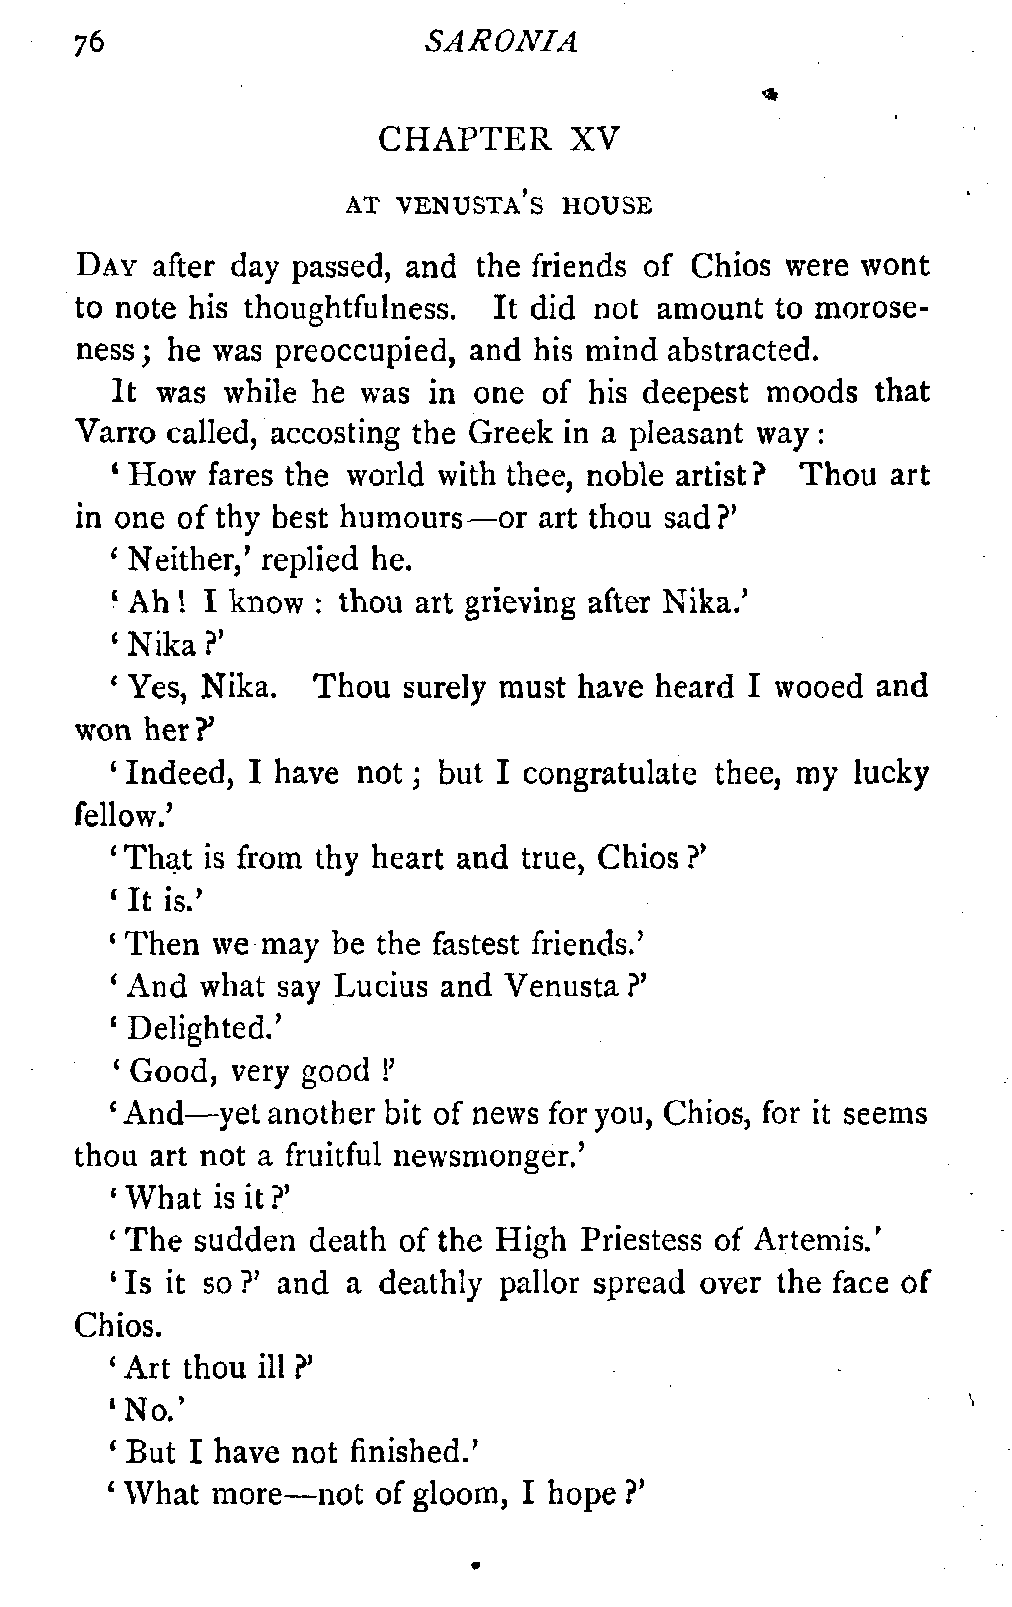 76 SARONIA
CHAPTER XV
AT VENUSTA'S HOUSE
DAY after day passed, and the friends of Chios were wont
to note his thoughtfulness. It did not amount to morose-
ness; he was preoccupied, and his mind abstracted.
It was while he was in one of his deepest moods that
Varro called, accosting the Greek in a pleasant way:
'How fares the world with thee, noble artist? Thou art
in one of thy best humours—or art thou sad?'
'Neither,' replied he.
'Ah! I know: thou art grieving after Nika.'
'Nika?'
'Yes, Nika. Thou surely must have heard I wooed and
won her?'
'Indeed, I have not; but I congratulate thee, my lucky
fellow.'
'That is from thy heart and true, Chios?'
'It is.'
'Then we may be the fastest friends.'
'And what say Lucius and Venusta?'
'Delighted.'
'Good, very good!'
'And—yet another bit of news for you, Chios, for it seems
thou art not a fruitful newsmonger.'
'What is it?'
'The sudden death of the High Priestess of Artemis.'
'Is it so?' and a deathly pallor spread over the face of
Chios.
'Art thou ill?'
'No.'
'But I have not finished.'
'What more—not of gloom, I hope?'